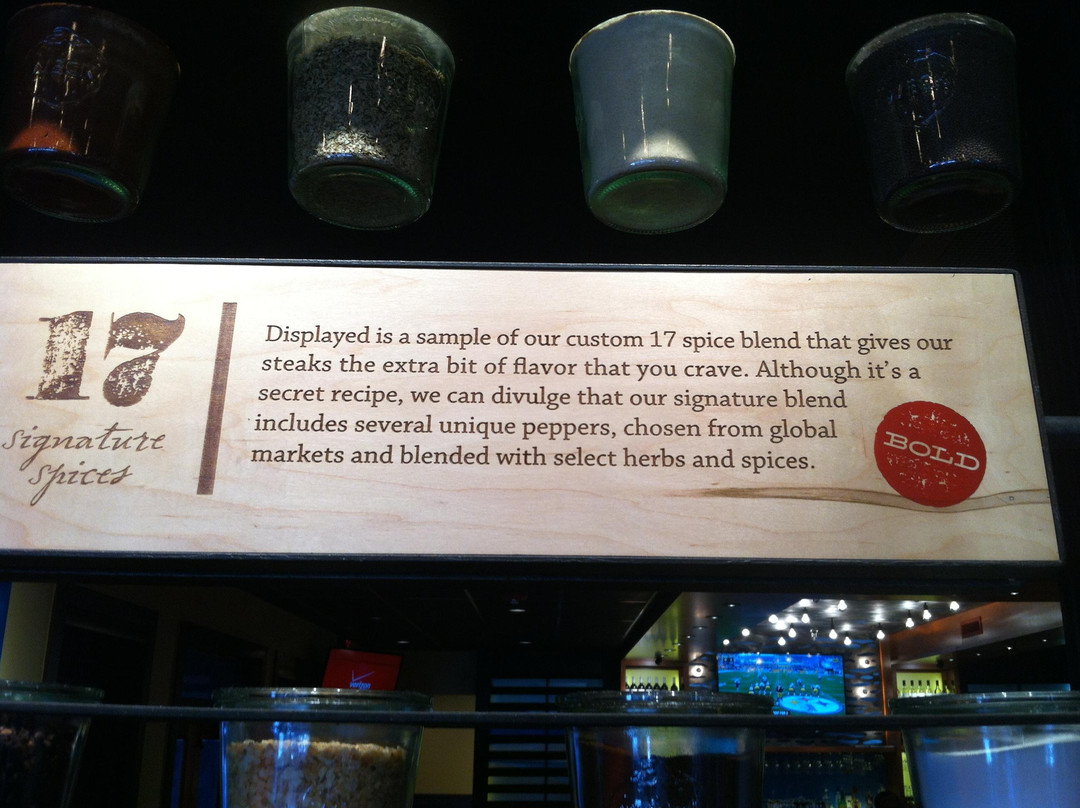 17
signature
spices
Displayed is a sample of our custom 17 spice blend that gives our
steaks the extra bit of flavor that you crave. Although it's a
secret recipe, we can divulge that our signature blend
includes several unique peppers, chosen from global
markets and blended with select herbs and spices.
BOLD
verizon